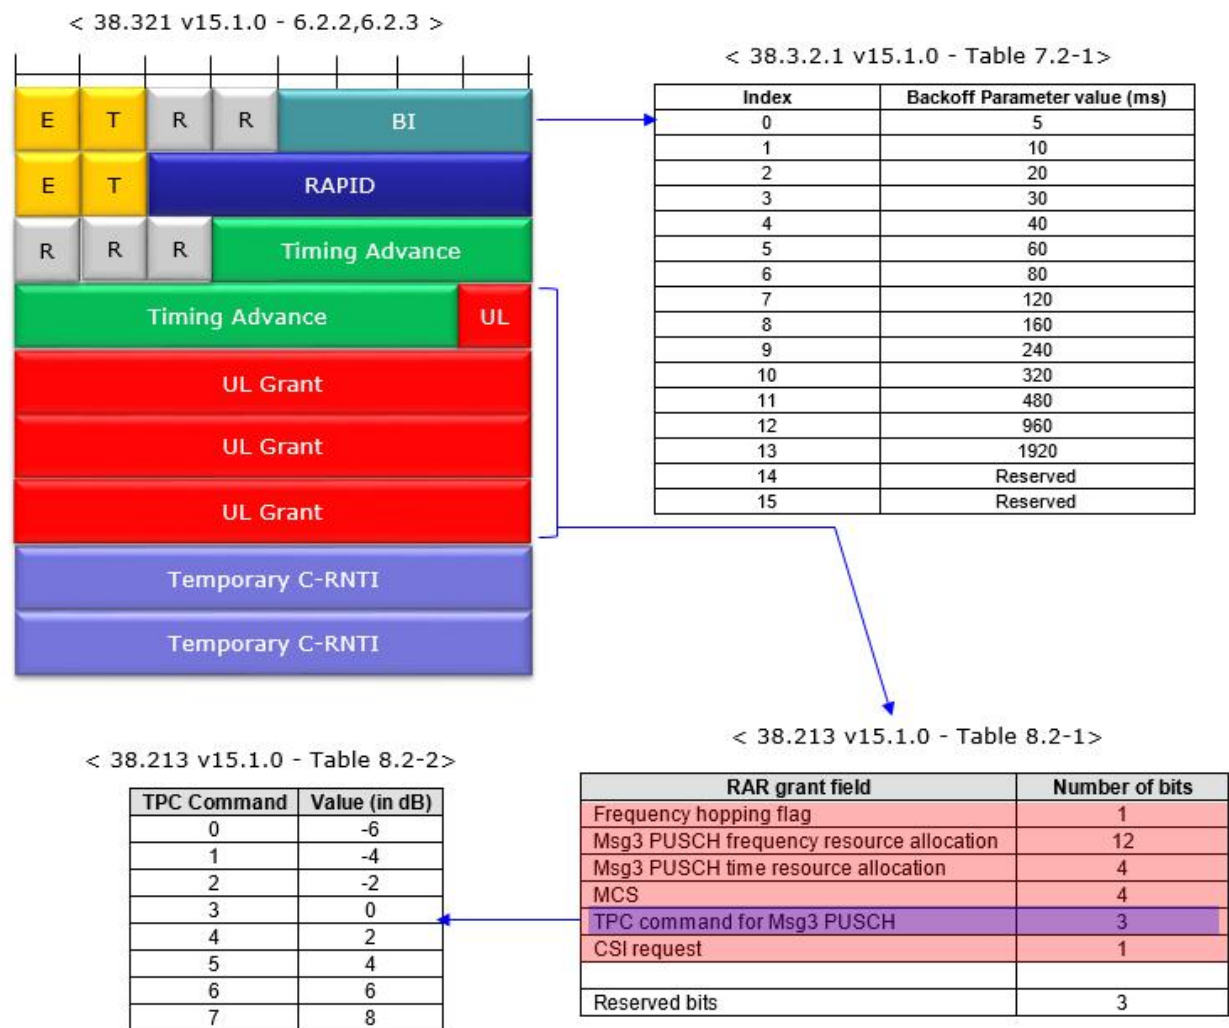 < 38.321 v15.1.0 - 6.2.2,6.2.3 >
E T R R BI
E T RAPID
R R R Timing Advance
Timing Advance UL
UL Grant
UL Grant
UL Grant
Temporary C-RNTI
Temporary C-RNTI
< 38.3.2.1 v15.1.0 - Table 7.2-1>
Index Backoff Parameter value (ms)
0 5
1 10
2 20
3 30
4 40
5 60
6 80
7 120
8 160
9 240
10 320
11 480
12 960
13 1920
14 Reserved
15 Reserved
< 38.213 v15.1.0 - Table 8.2-2>
TPC Command Value (in dB)
0 -6
1 -4
2 -2
3 0
4 2
5 4
6 6
7 8
< 38.213 v15.1.0 - Table 8.2-1>
RAR grant field Number of bits
Frequency hopping flag 1
Msg3 PUSCH frequency resource allocation 12
Msg3 PUSCH time resource allocation 4
MCS 4
TPC command for Msg3 PUSCH 3
CSI request 1
Reserved bits 3